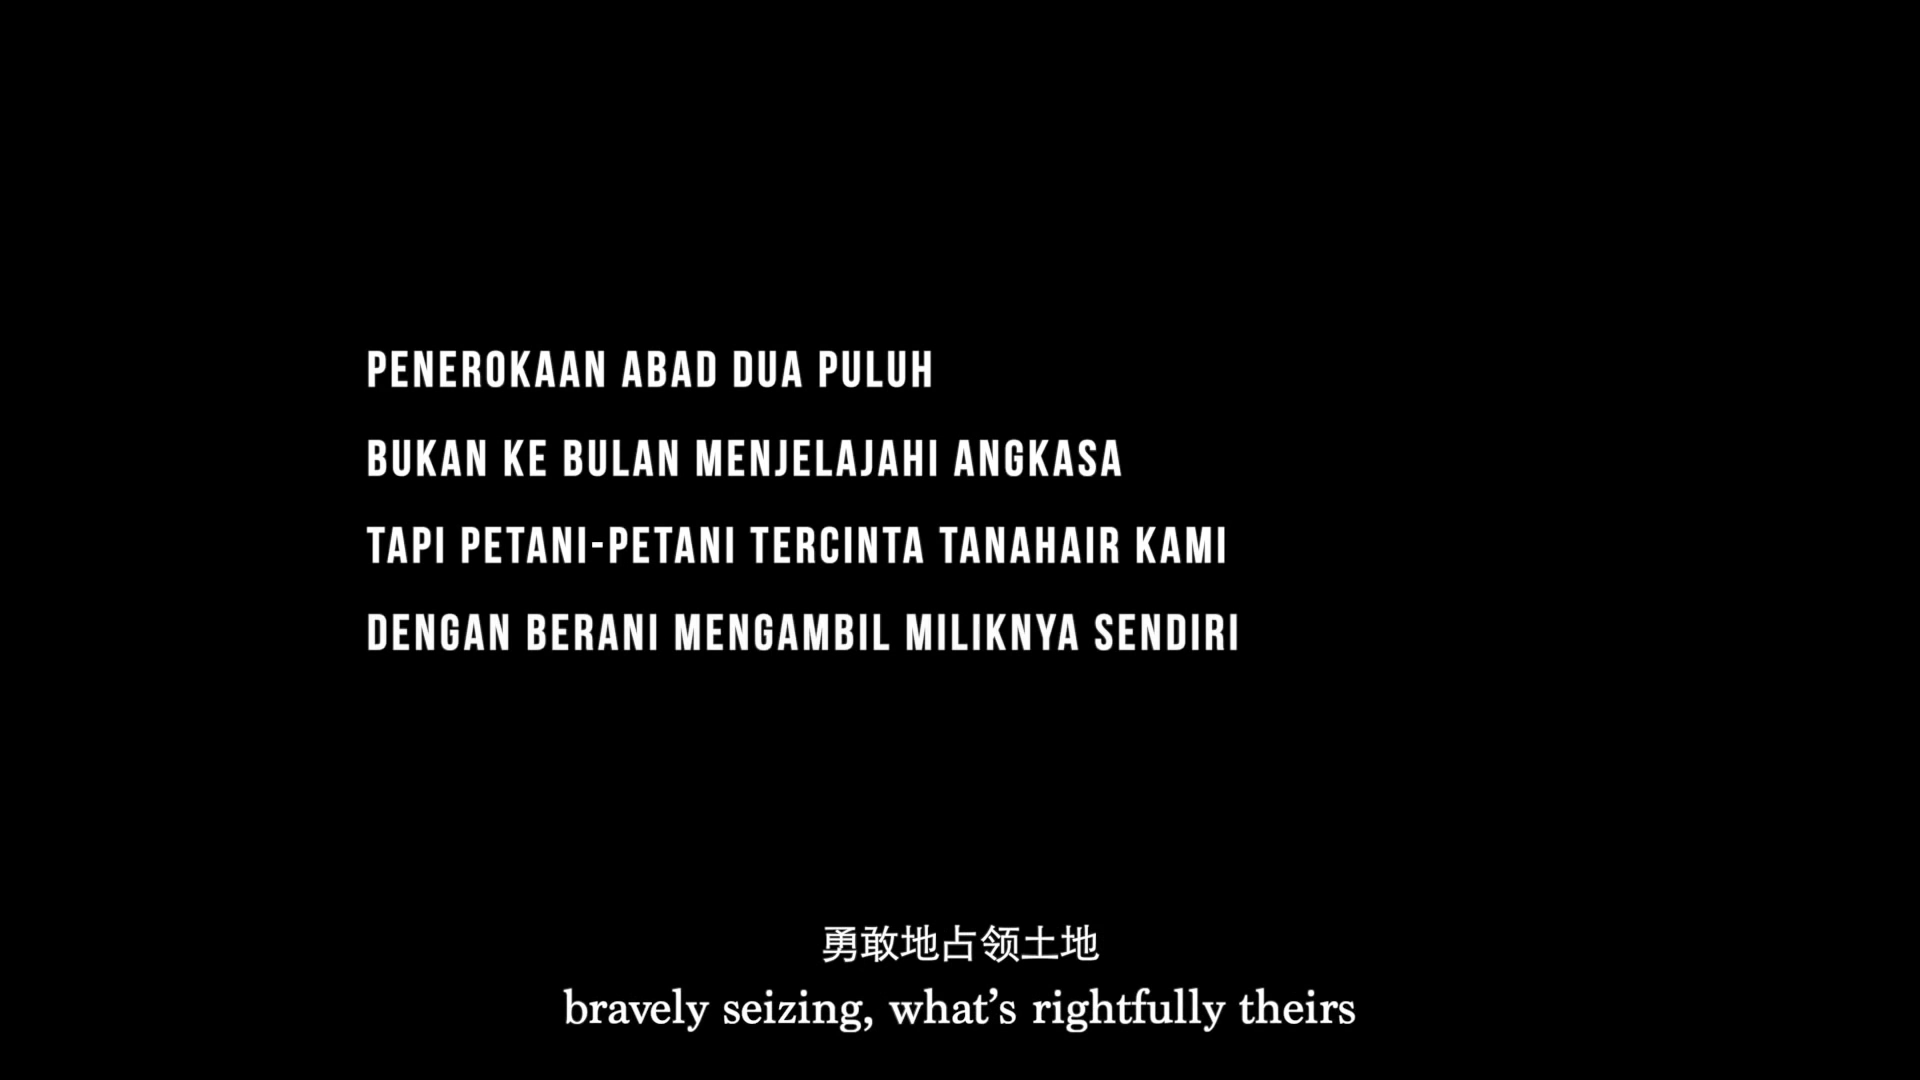 PENEROKAAN ABAD DUA PULUH
BUKAN KE BULAN MENJELAJAHI ANGKASA
TAPI PETANI-PETANI TERCINTA TANAHAIR KAMI
DENGAN BERANI MENGAMBIL MILIKNYA SENDIRI
勇敢地占领土地
bravely seizing, what’s rightfully theirs